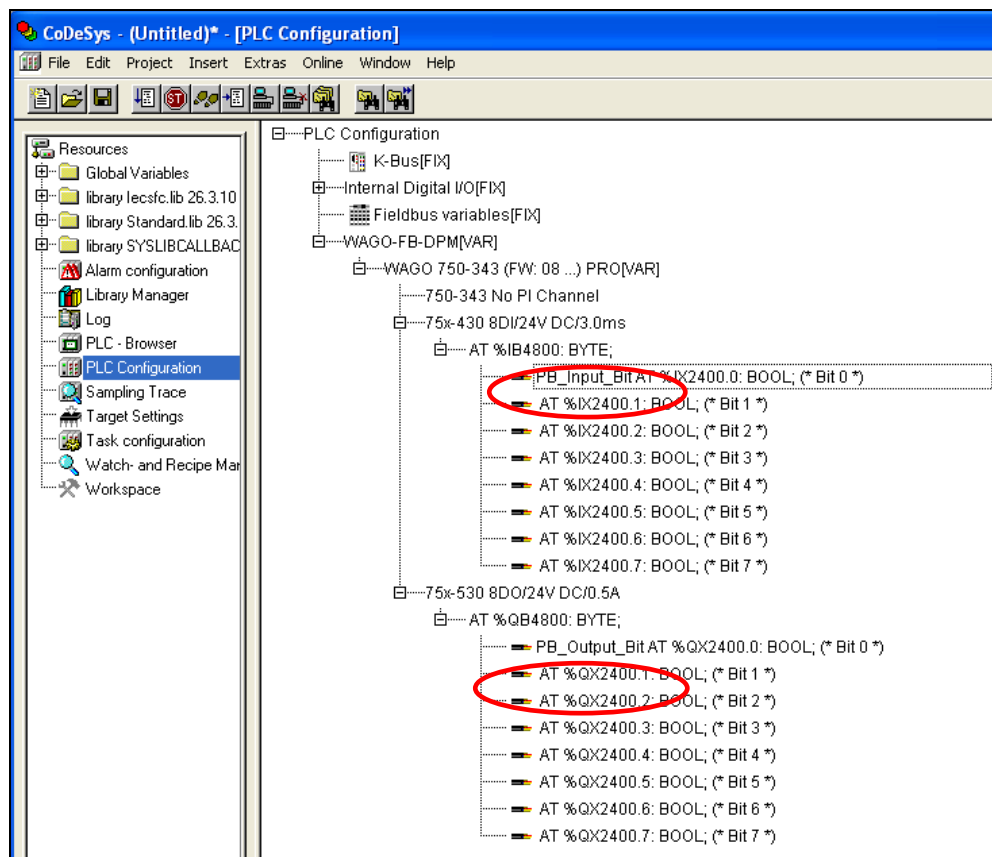 CoDeSys - (Untitled)* - [PLC Configuration]
File Edit Project Insert Extras Online Window Help
Resources
Global Variables
library Iecsfc.lib 26.3.10
library Standard.lib 26.3.
library SYSLIBCALLBAC
Alarm configuration
Library Manager
Log
PLC - Browser
PLC Configuration
Sampling Trace
Target Settings
Task configuration
Watch- and Recipe Mar
Workspace
PLC Configuration
K-Bus[FIX]
Internal Digital I/O[FIX]
Fieldbus variables[FIX]
WAGO-FB-DPM[VAR]
WAGO 750-343 (FW: 08 ...) PRO[VAR]
750-343 No PI Channel
75x-430 8DI/24V DC/3.0ms
AT %IB4800: BYTE;
PB_Input_Bit AT %IX2400.0: BOOL; (* Bit 0 *)
AT %IX2400.1: BOOL; (* Bit 1 *)
AT %IX2400.2: BOOL; (* Bit 2 *)
AT %IX2400.3: BOOL; (* Bit 3 *)
AT %IX2400.4: BOOL; (* Bit 4 *)
AT %IX2400.5: BOOL; (* Bit 5 *)
AT %IX2400.6: BOOL; (* Bit 6 *)
AT %IX2400.7: BOOL; (* Bit 7 *)
75x-530 8DO/24V DC/0.5A
AT %QB4800: BYTE;
PB_Output_Bit AT %QX2400.0: BOOL; (* Bit 0 *)
AT %QX2400.1: BOOL; (* Bit 1 *)
AT %QX2400.2: BOOL; (* Bit 2 *)
AT %QX2400.3: BOOL; (* Bit 3 *)
AT %QX2400.4: BOOL; (* Bit 4 *)
AT %QX2400.5: BOOL; (* Bit 5 *)
AT %QX2400.6: BOOL; (* Bit 6 *)
AT %QX2400.7: BOOL; (* Bit 7 *)